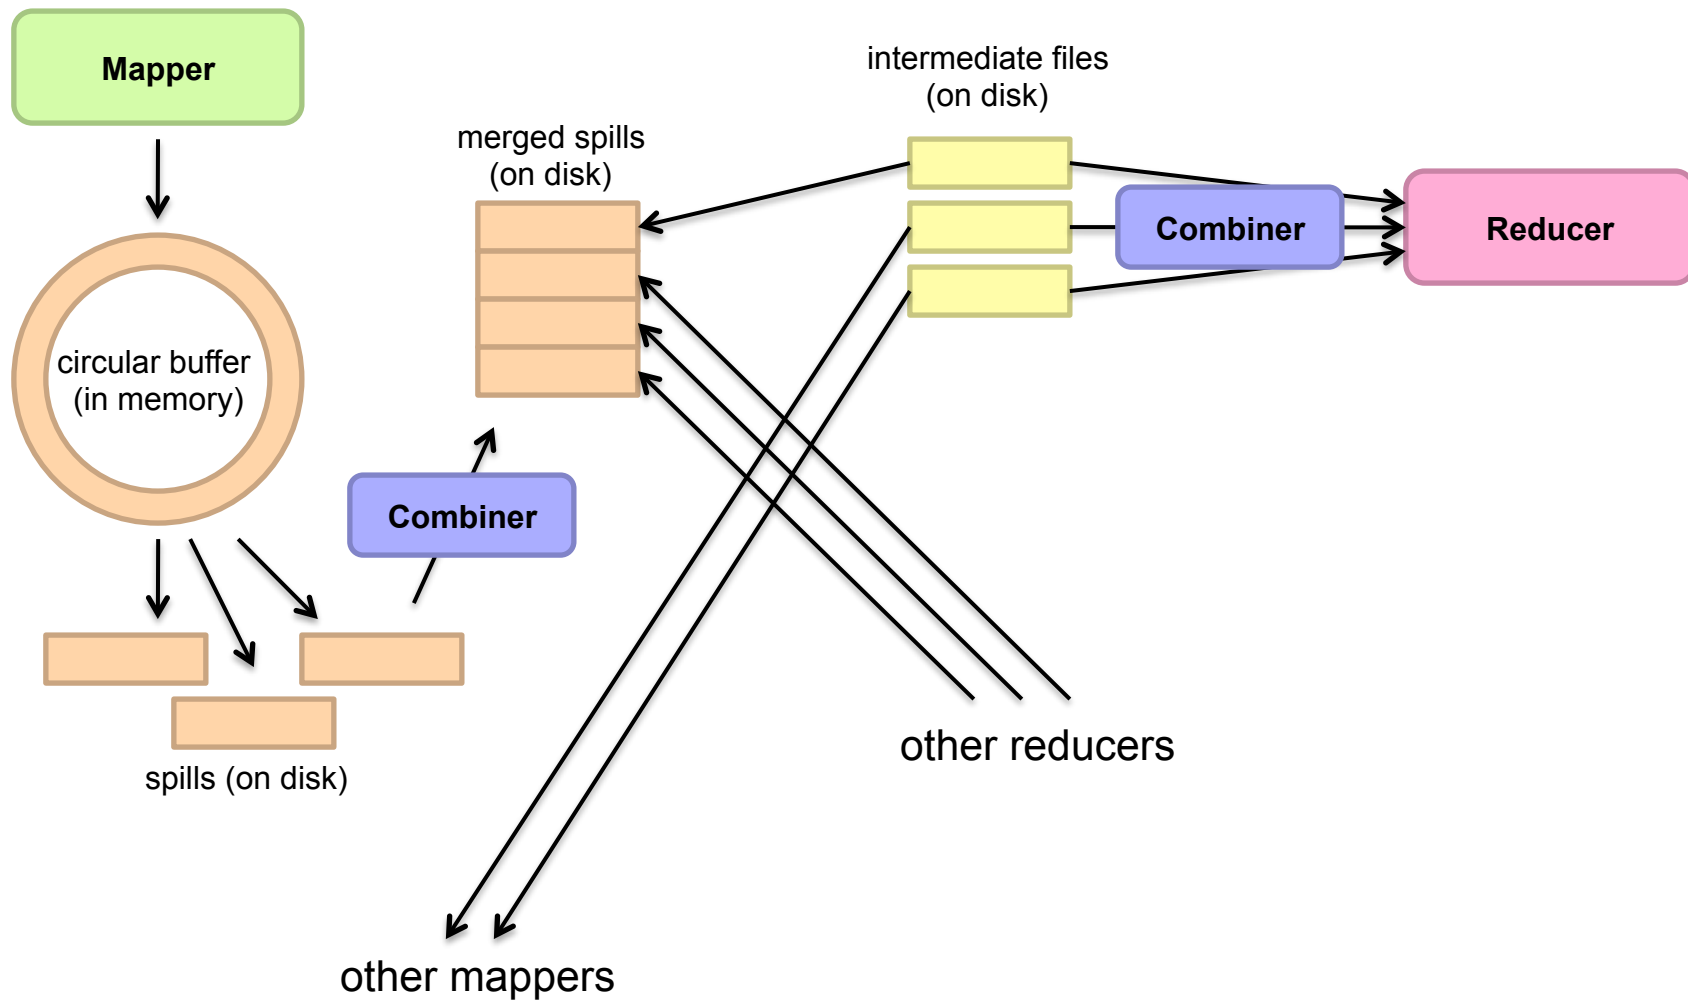 Mapper
circular buffer
(in memory)
spills (on disk)
Combiner
merged spills
(on disk)
intermediate files
(on disk)
Combiner
Reducer
other reducers
other mappers